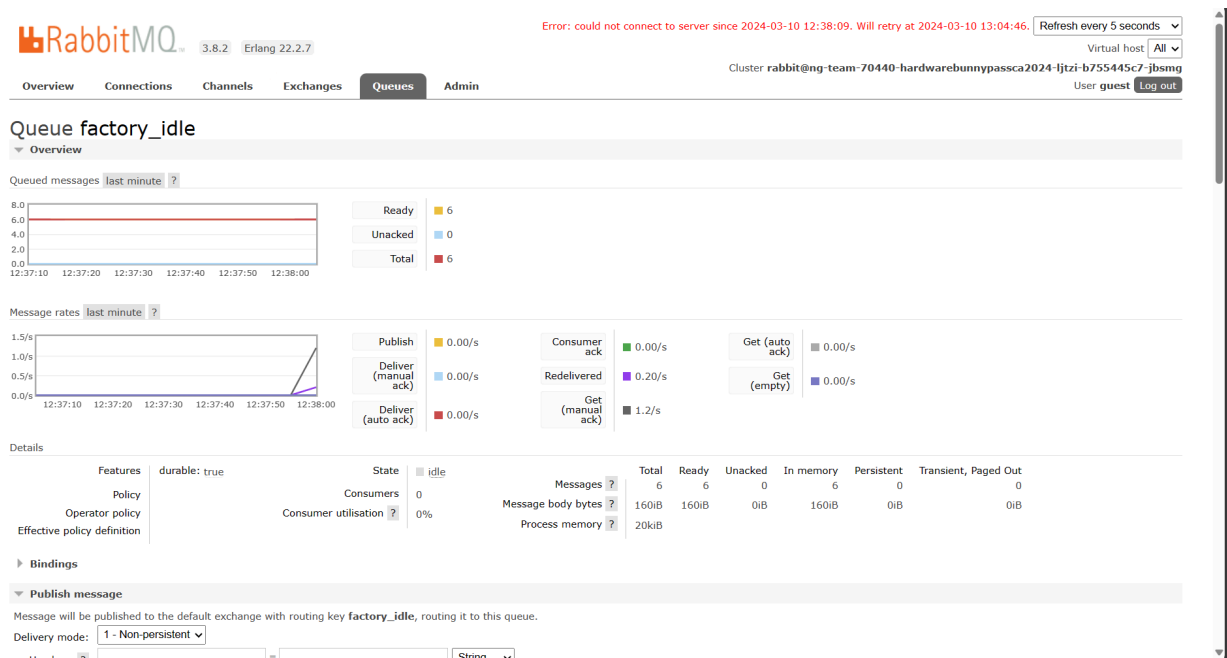 Error: could not connect to server since 2024-03-10 12:38:09. Will retry at 2024-03-10 13:04:46. Refresh every 5 seconds
RabbitMQ 3.8.2 Erlang 22.2.7
Virtual host All
Cluster rabbit@ng-team-70440-hardwarebunnypassca2024-ljtzi-b755445c7-jbsmg
User guest Log out
Overview Connections Channels Exchanges Queues Admin
Queue factory_idle
Overview
Queued messages last minute ?
8.0
6.0
4.0
2.0
0.0
12:37:10 12:37:20 12:37:30 12:37:40 12:37:50 12:38:00
Ready 6
Unacked 0
Total 6
Message rates last minute ?
1.5/s
1.0/s
0.5/s
0.0/s
12:37:10 12:37:20 12:37:30 12:37:40 12:37:50 12:38:00
Publish 0.00/s
Deliver (manual ack) 0.00/s
Deliver (auto ack) 0.00/s
Consumer ack 0.00/s
Redelivered 0.20/s
Get (manual ack) 1.2/s
Get (auto ack) 0.00/s
Get (empty) 0.00/s
Details
Features durable: true
Policy
Operator policy
Effective policy definition
State idle
Consumers 0
Consumer utilisation ? 0%
Total Ready Unacked In memory Persistent Transient, Paged Out
Messages ? 6 6 0 6 0 0
Message body bytes ? 160iB 160iB 0iB 160iB 0iB 0iB
Process memory ? 20kiB
Bindings
Publish message
Message will be published to the default exchange with routing key factory_idle, routing it to this queue.
Delivery mode: 1 - Non-persistent
? = String